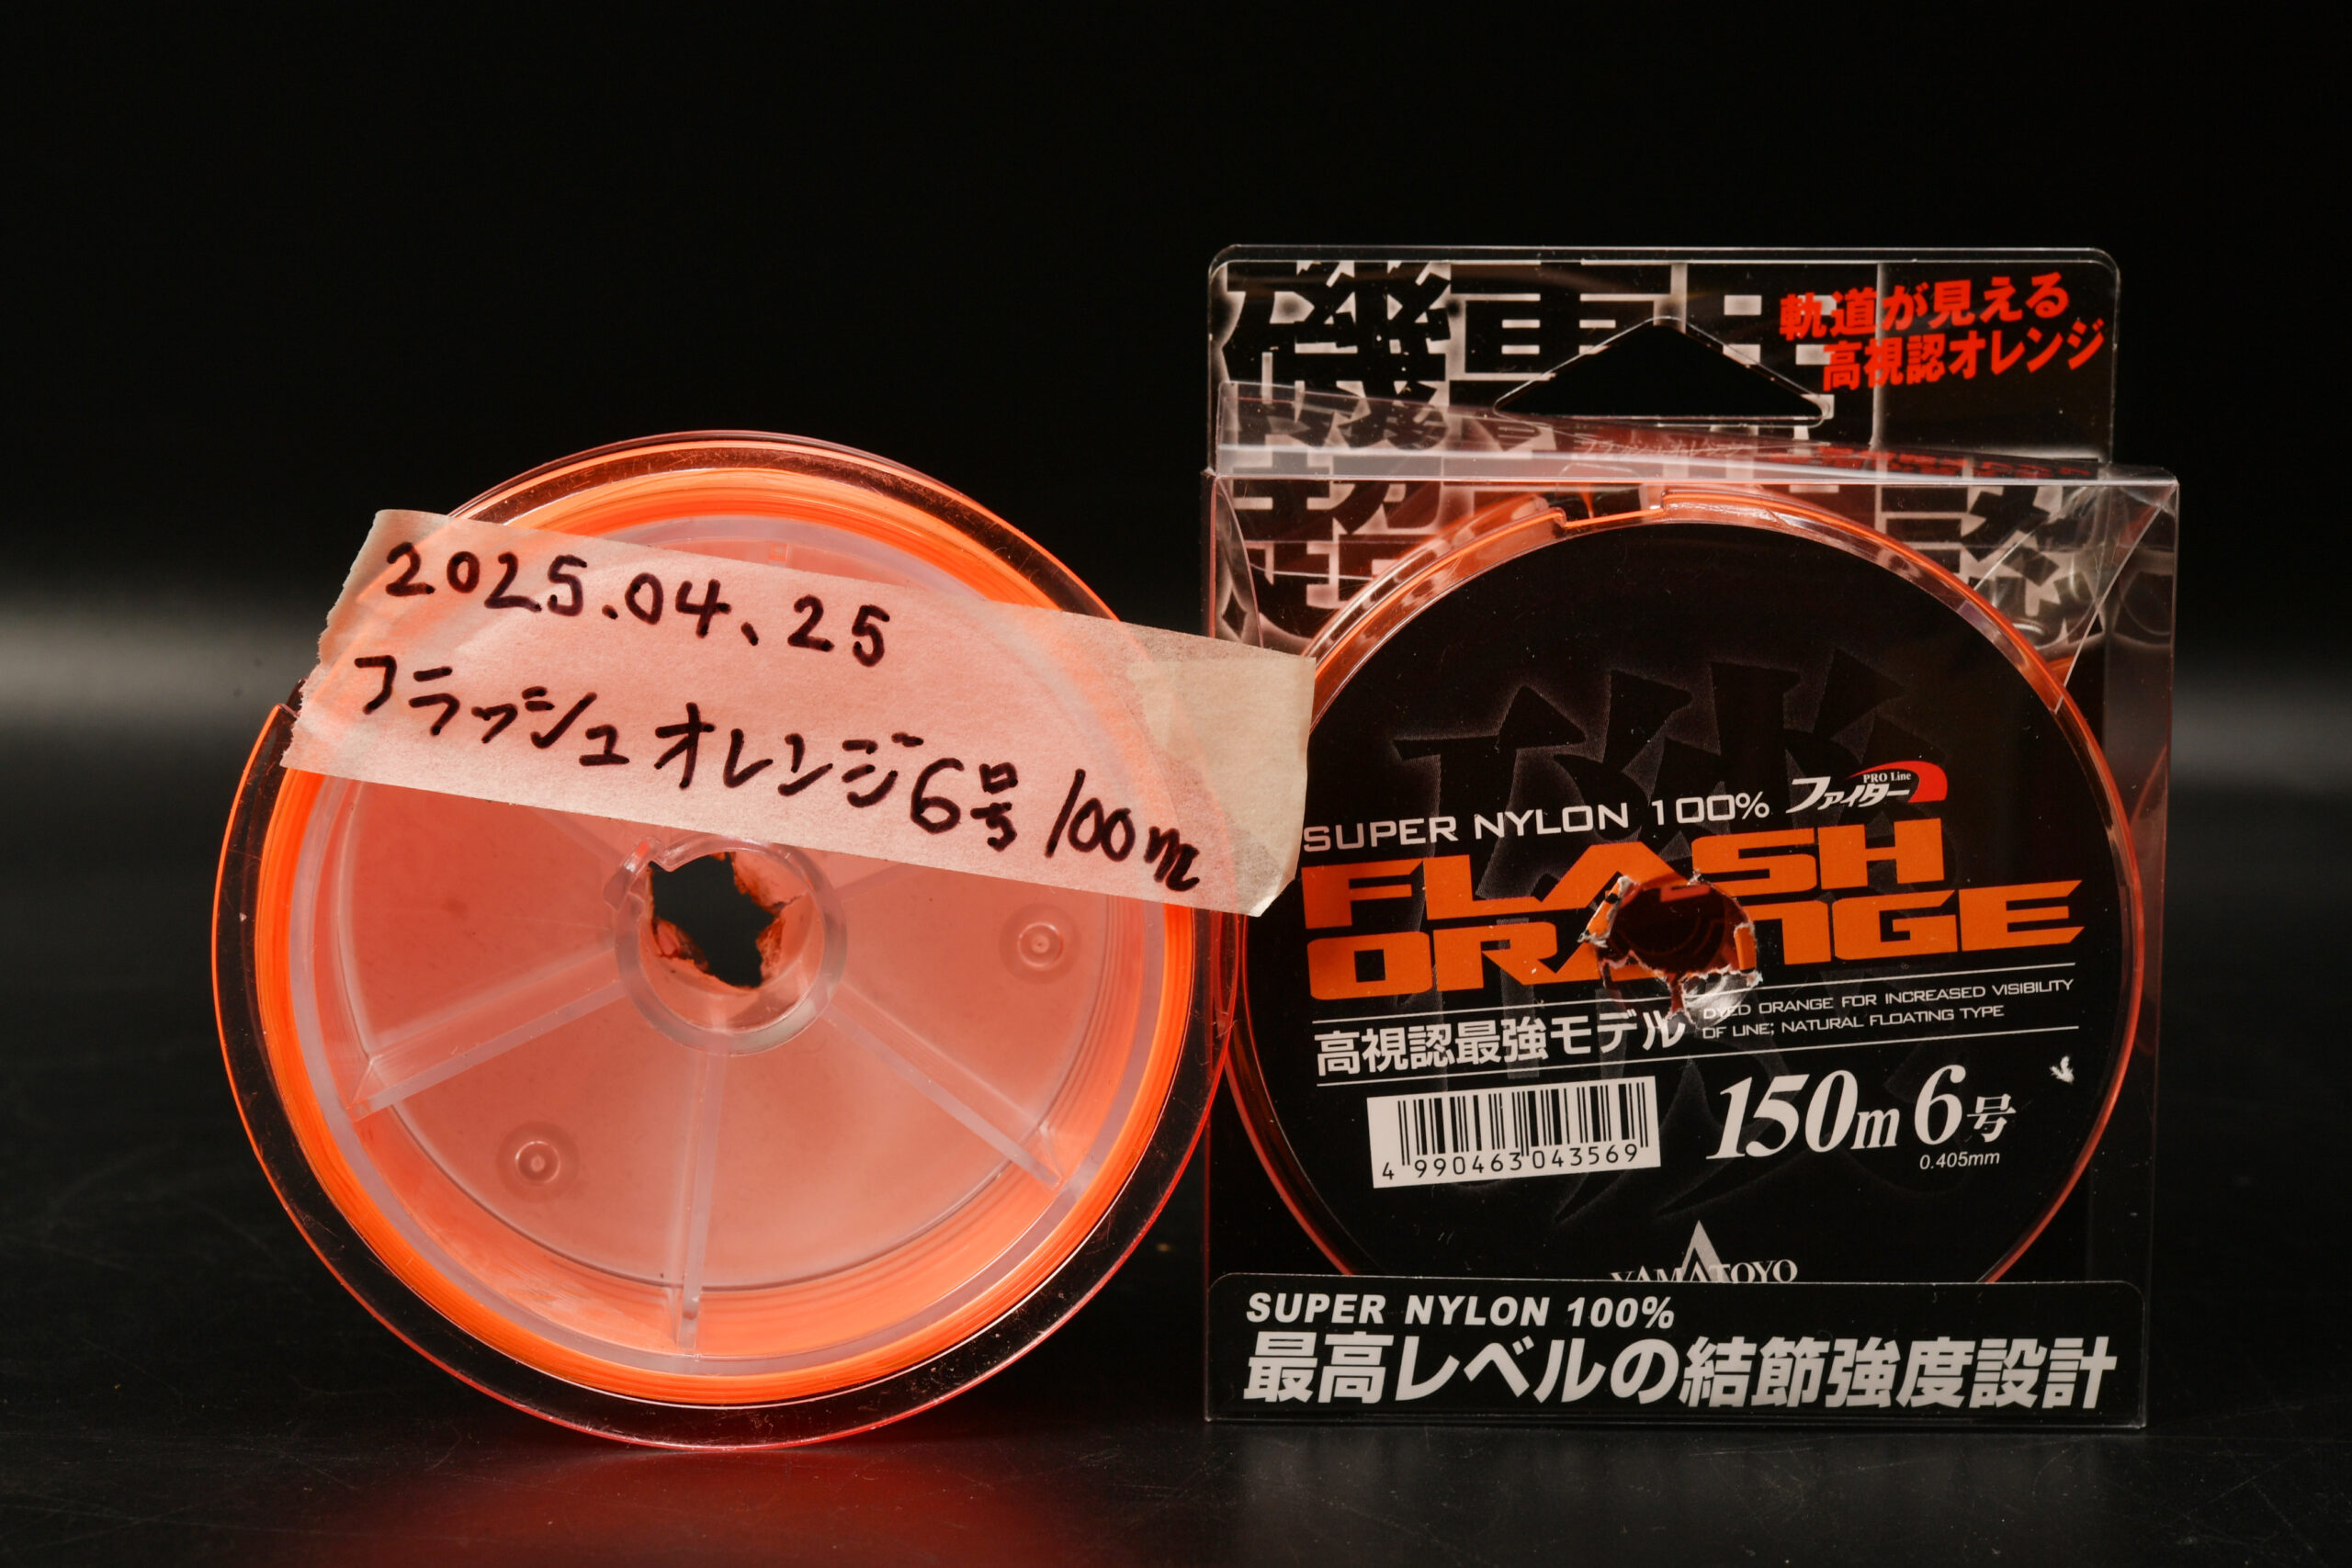 2025.04.25
フラッシュオレンジ6号/100m
軌道が見える
高視認オレンジ
PRO Line
ファイター
SUPER NYLON 100%
FLASH
ORANGE
高視認最強モデル
DYED ORANGE FOR INCREASED VISIBILITY
OF LINE; NATURAL FLOATING TYPE
4 990463 043569
150m 6号
0.405mm
YAMATOYO
SUPER NYLON 100%
最高レベルの結節強度設計